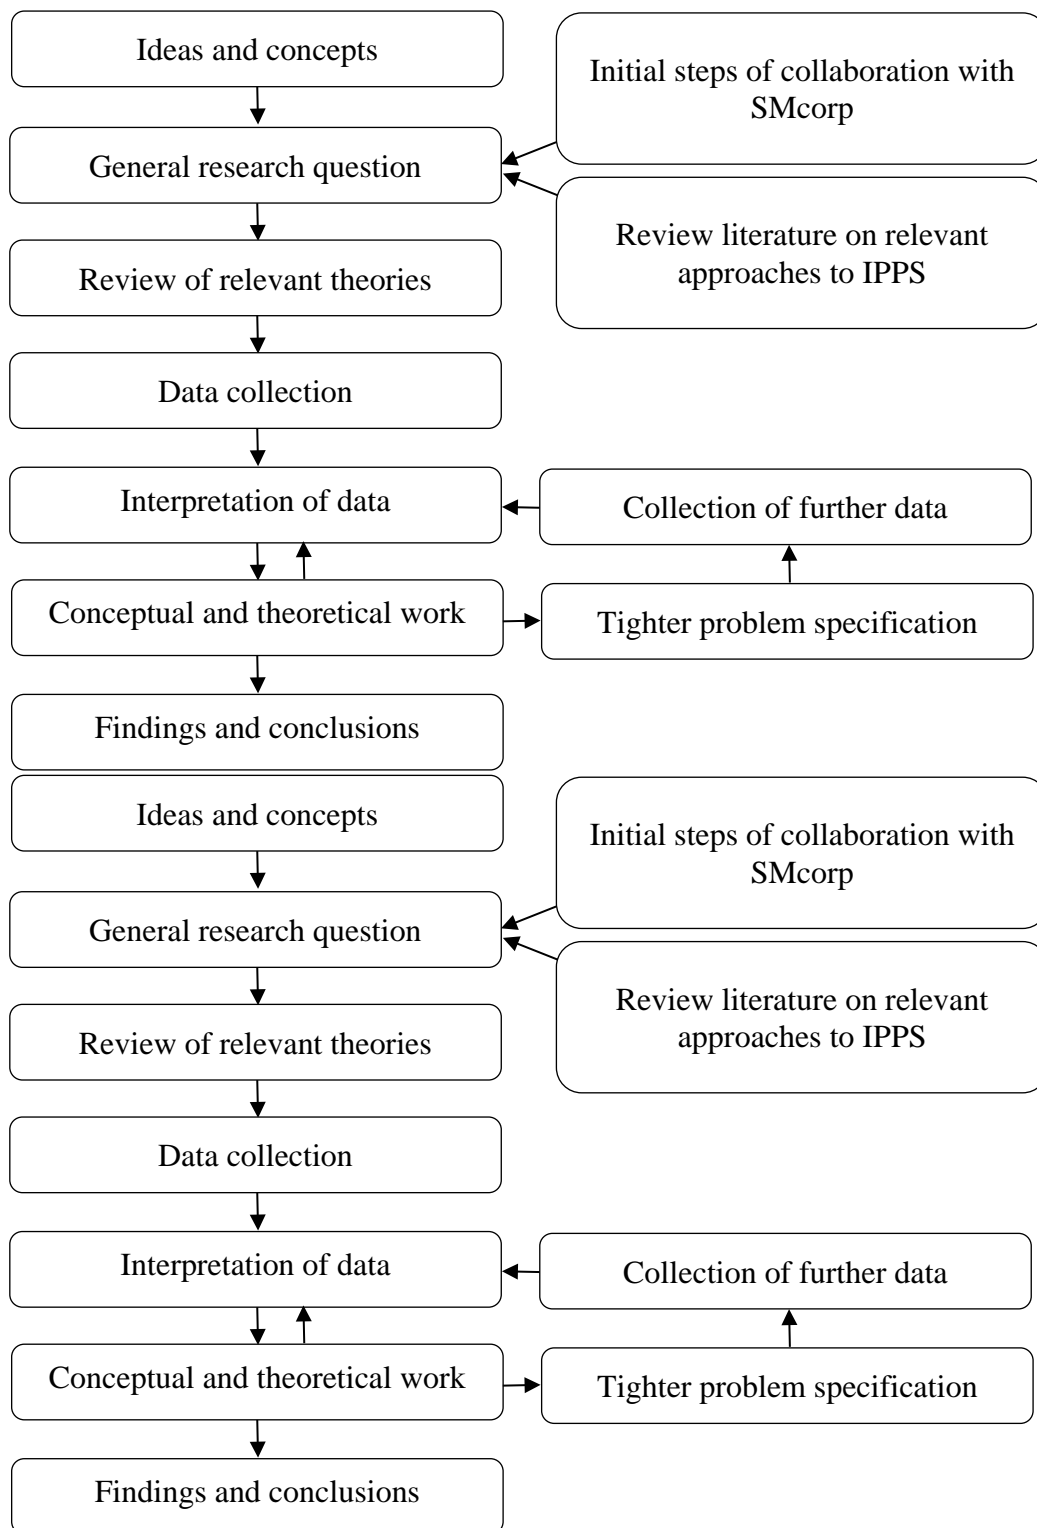 Ideas and concepts
Initial steps of collaboration with
SMcorp
General research question
Review literature on relevant
approaches to IPPS
Review of relevant theories
Data collection
Interpretation of data
Collection of further data
Conceptual and theoretical work
Tighter problem specification
Findings and conclusions
Ideas and concepts
Initial steps of collaboration with
SMcorp
General research question
Review literature on relevant
approaches to IPPS
Review of relevant theories
Data collection
Interpretation of data
Collection of further data
Conceptual and theoretical work
Tighter problem specification
Findings and conclusions